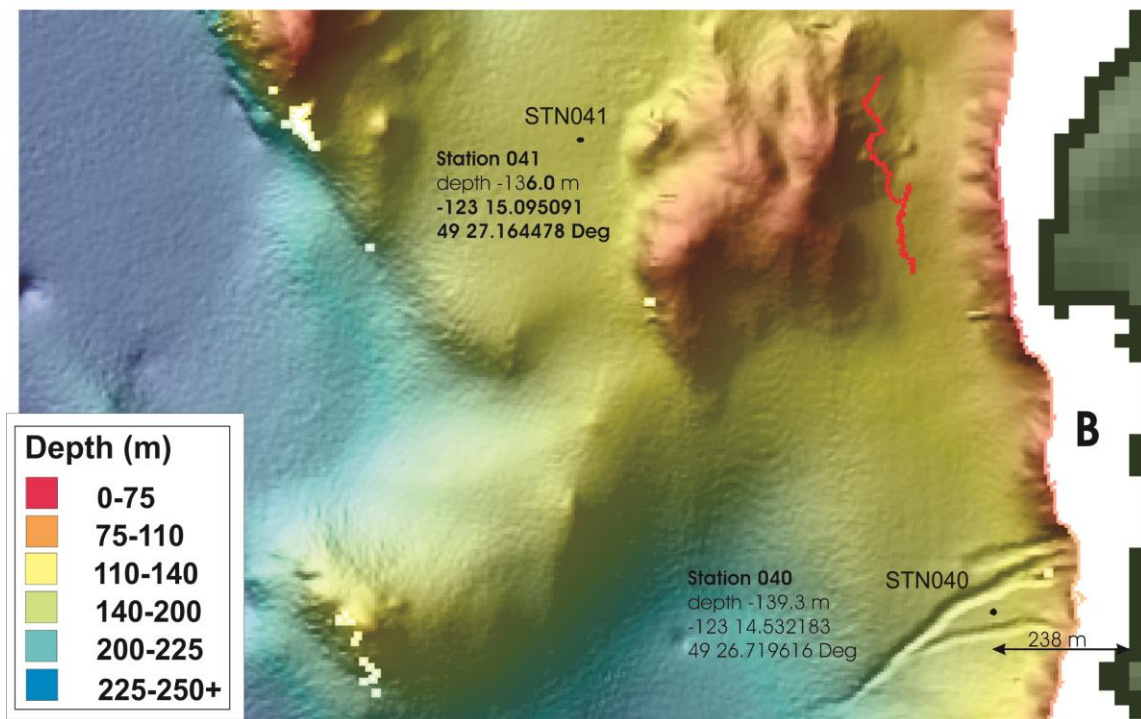 STN041
Station 041
depth -136.0 m
-123 15.095091
49 27.164478 Deg
B
Depth (m)
0-75
75-110
110-140
140-200
200-225
225-250+
Station 040
depth -139.3 m
-123 14.532183
49 26.719616 Deg
STN040
238 m